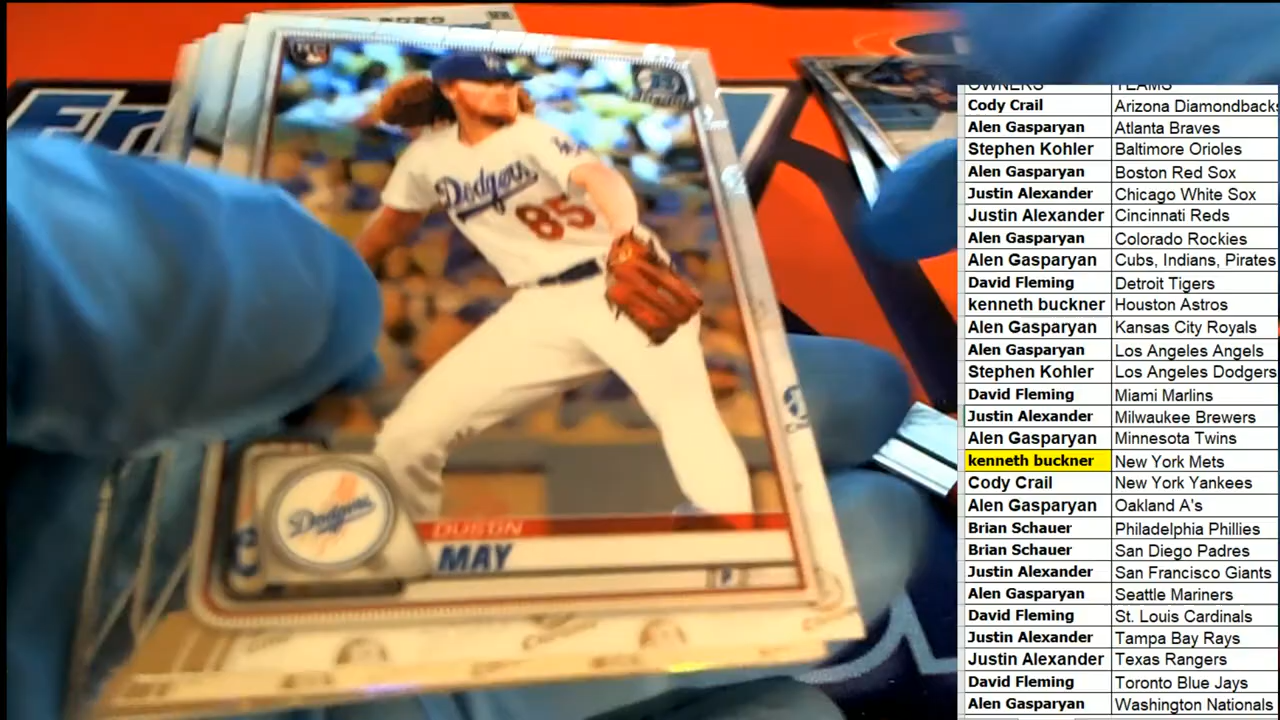 RC
Dodgers
85
Dodgers
DUSTIN
MAY
P
OWNERS TEAMS
Cody Crail Arizona Diamondback
Alen Gasparyan Atlanta Braves
Stephen Kohler Baltimore Orioles
Alen Gasparyan Boston Red Sox
Justin Alexander Chicago White Sox
Justin Alexander Cincinnati Reds
Alen Gasparyan Colorado Rockies
Alen Gasparyan Cubs, Indians, Pirates
David Fleming Detroit Tigers
kenneth buckner Houston Astros
Alen Gasparyan Kansas City Royals
Alen Gasparyan Los Angeles Angels
Stephen Kohler Los Angeles Dodgers
David Fleming Miami Marlins
Justin Alexander Milwaukee Brewers
Alen Gasparyan Minnesota Twins
kenneth buckner New York Mets
Cody Crail New York Yankees
Alen Gasparyan Oakland A's
Brian Schauer Philadelphia Phillies
Brian Schauer San Diego Padres
Justin Alexander San Francisco Giants
Alen Gasparyan Seattle Mariners
David Fleming St. Louis Cardinals
Justin Alexander Tampa Bay Rays
Justin Alexander Texas Rangers
David Fleming Toronto Blue Jays
Alen Gasparyan Washington Nationals